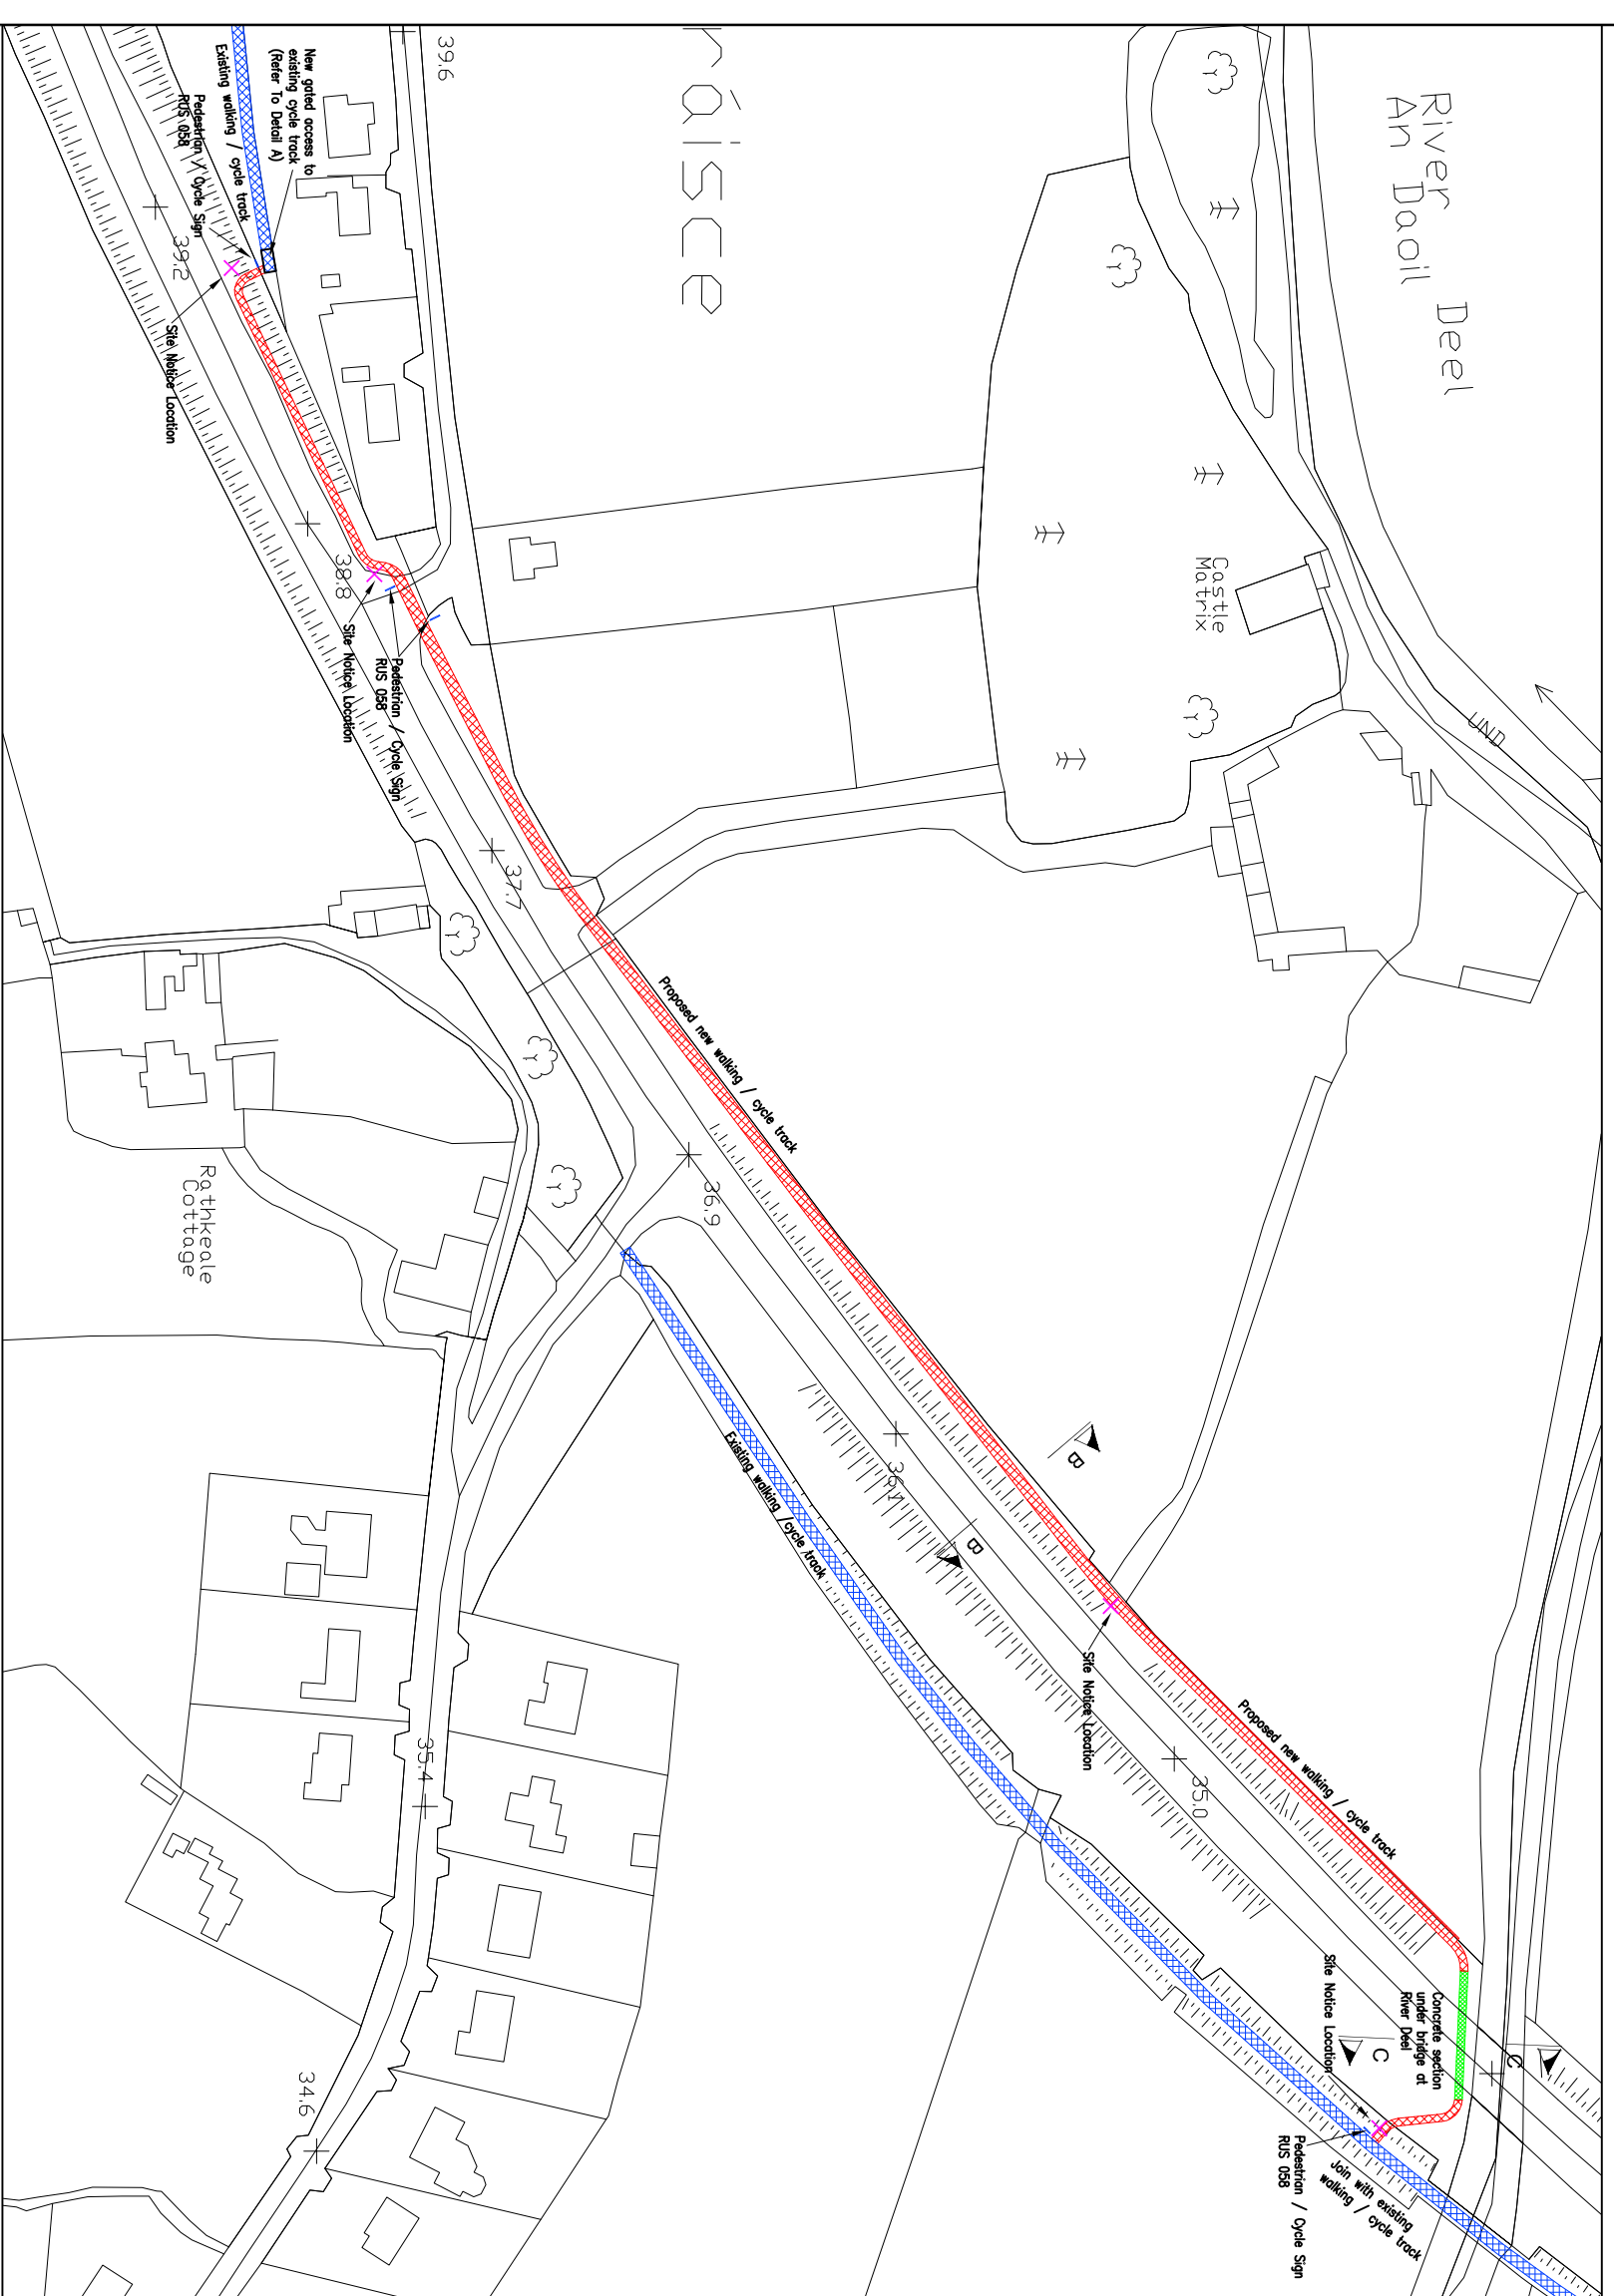 River Deel
An Daoil
39.6
ráisce
New gated access to
existing cycle track
(Refer To Detail A)
Existing walking / cycle track
Pedestrian / Cycle Sign
RUS 058
39.2
Site Notice Location
Castle
Matrix
UND
38.8
Site Notice Location
Pedestrian / Cycle Sign
RUS 058
37.7
Proposed new walking / cycle track
36.9
Rathkeale
Cottage
B
36.1
B
Existing walking /cycle track
Site Notice Location
Proposed new walking / cycle track
35.0
35.4
Concrete section
under bridge at
River Deel
Site Notice Location
C
C
Pedestrian / Cycle Sign
RUS 058
Join with existing
walking / cycle track
34.6